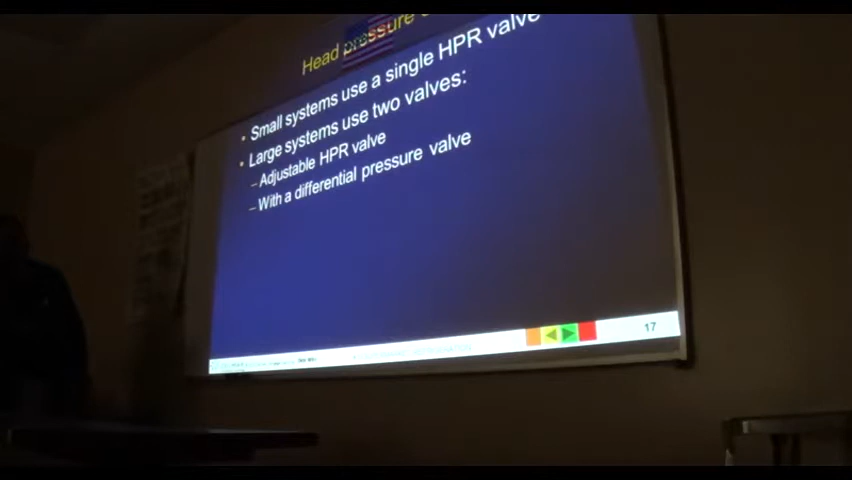 Head pressure
• Small systems use a single HPR valve
• Large systems use two valves:
– Adjustable HPR valve
– With a differential pressure valve
17